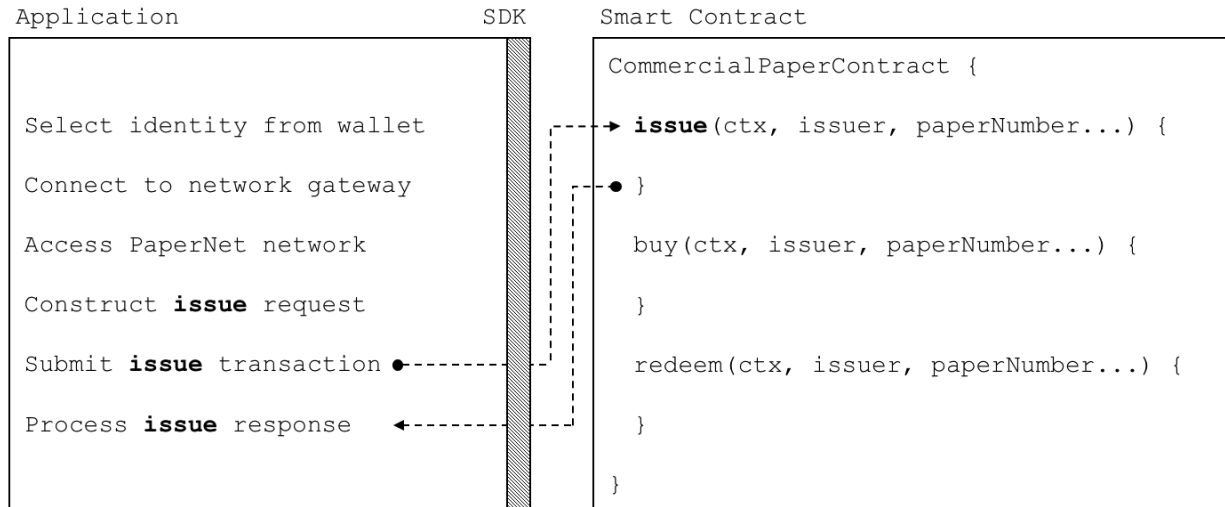 Application
SDK
Select identity from wallet
Connect to network gateway
Access PaperNet network
Construct issue request
Submit issue transaction
Process issue response
Smart Contract
CommercialPaperContract {
issue(ctx, issuer, paperNumber...) {
}
buy(ctx, issuer, paperNumber...) {
}
redeem(ctx, issuer, paperNumber...) {
}
}